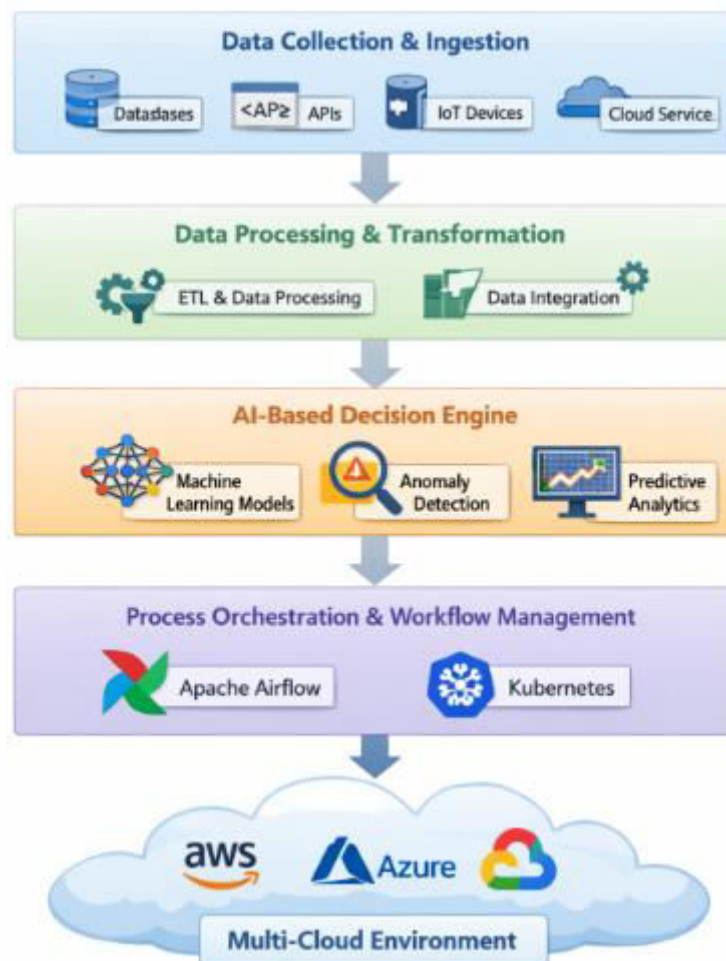 Data Collection & Ingestion
Datadases
<AP≥
APIs
IoT Devices
Cloud Service.
Data Processing & Transformation
ETL & Data Processing
Data Integration
AI-Based Decision Engine
Machine
Learning Models
Anomaly
Detection
Predictive
Analytics
Process Orchestration & Workflow Management
Apache Airflow
Kubernetes
aws
Azure
Multi-Cloud Environment